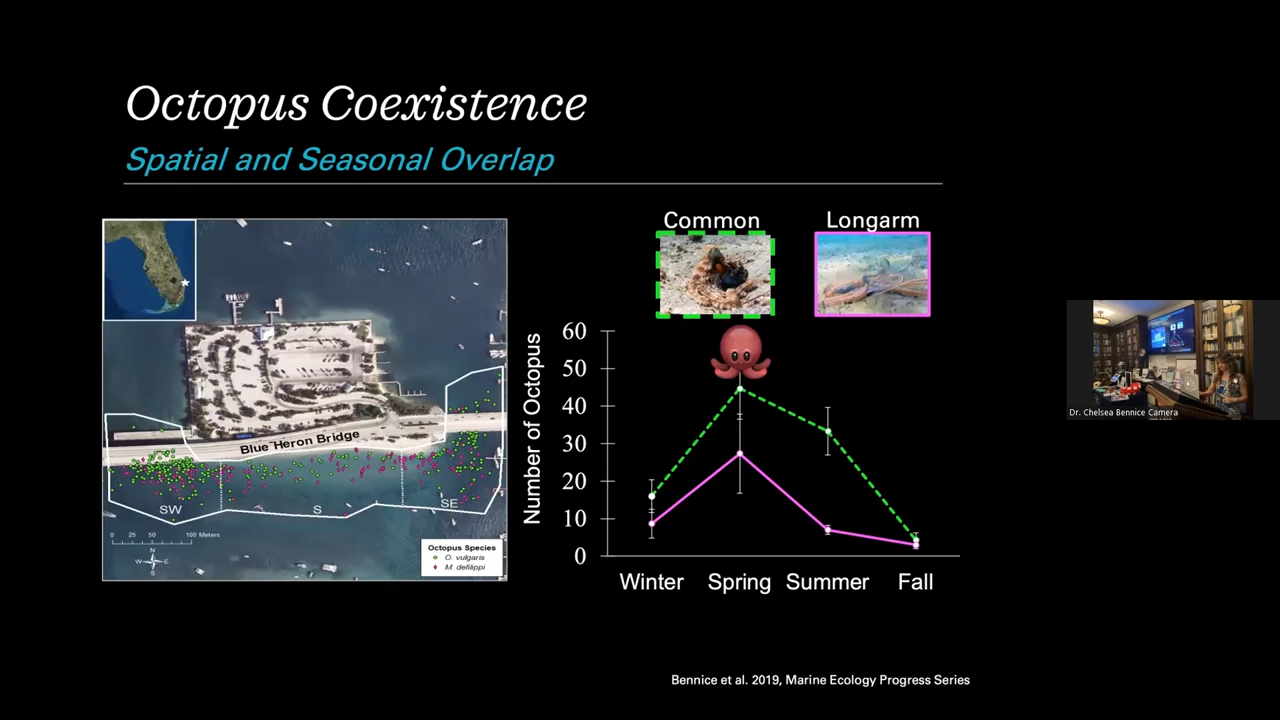 Octopus Coexistence
Spatial and Seasonal Overlap
Blue Heron Bridge
SW
S
SE
0 25 50 100 Meters
N
W E
S
Octopus Species
O. vulgaris
M. defilippi
Common
Longarm
Number of Octopus
60
50
40
30
20
10
0
Winter Spring Summer Fall
Bennice et al. 2019, Marine Ecology Progress Series
Dr. Chelsea Bennice Camera